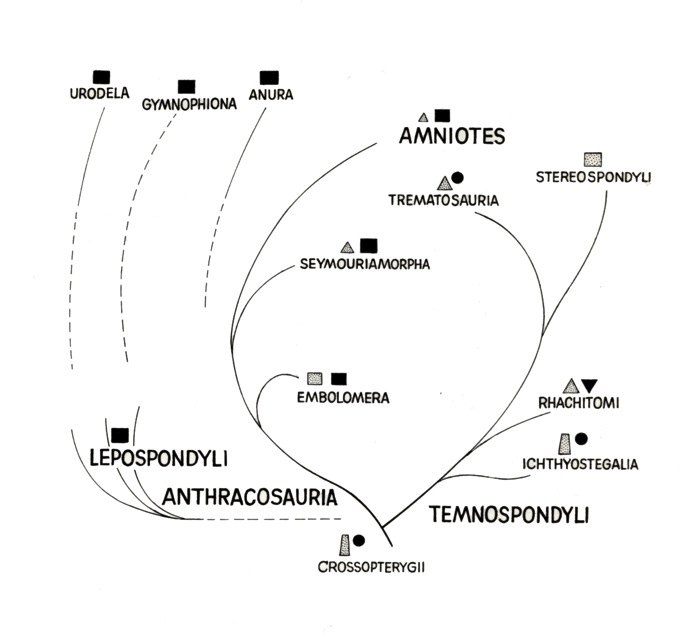 URODELA
GYMNOPHIONA
ANURA
AMNIOTES
STEREOSPONDYLI
TREMATOSAURIA
SEYMOURIAMORPHA
EMBOLOMERA
RHACHITOMI
ICHTHYOSTEGALIA
LEPOSPONDYLI
ANTHRACOSAURIA
TEMNOSPONDYLI
CROSSOPTERYGII